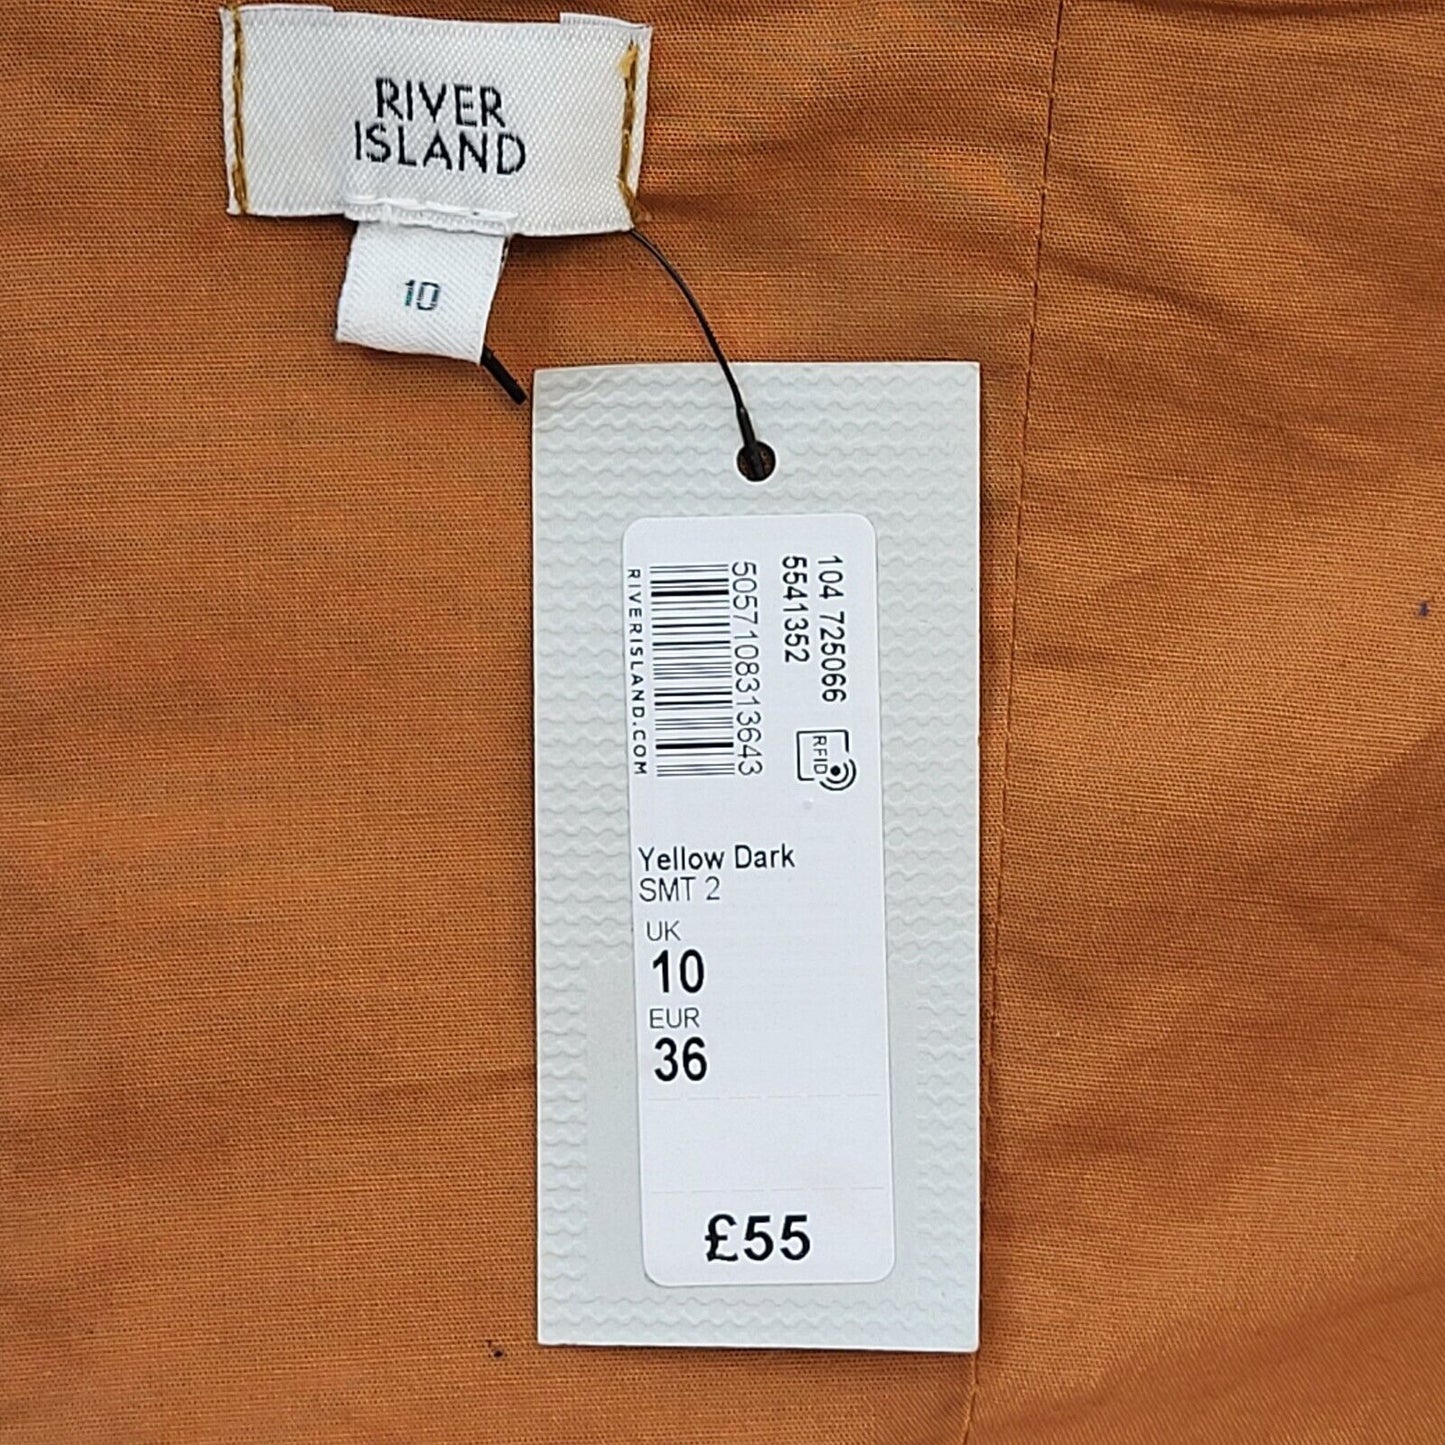 RIVER
ISLAND
10
104 725066
5541352
RFID
5057108313643
RIVERISLAND.COM
Yellow Dark
SMT 2
UK
10
EUR
36
£55